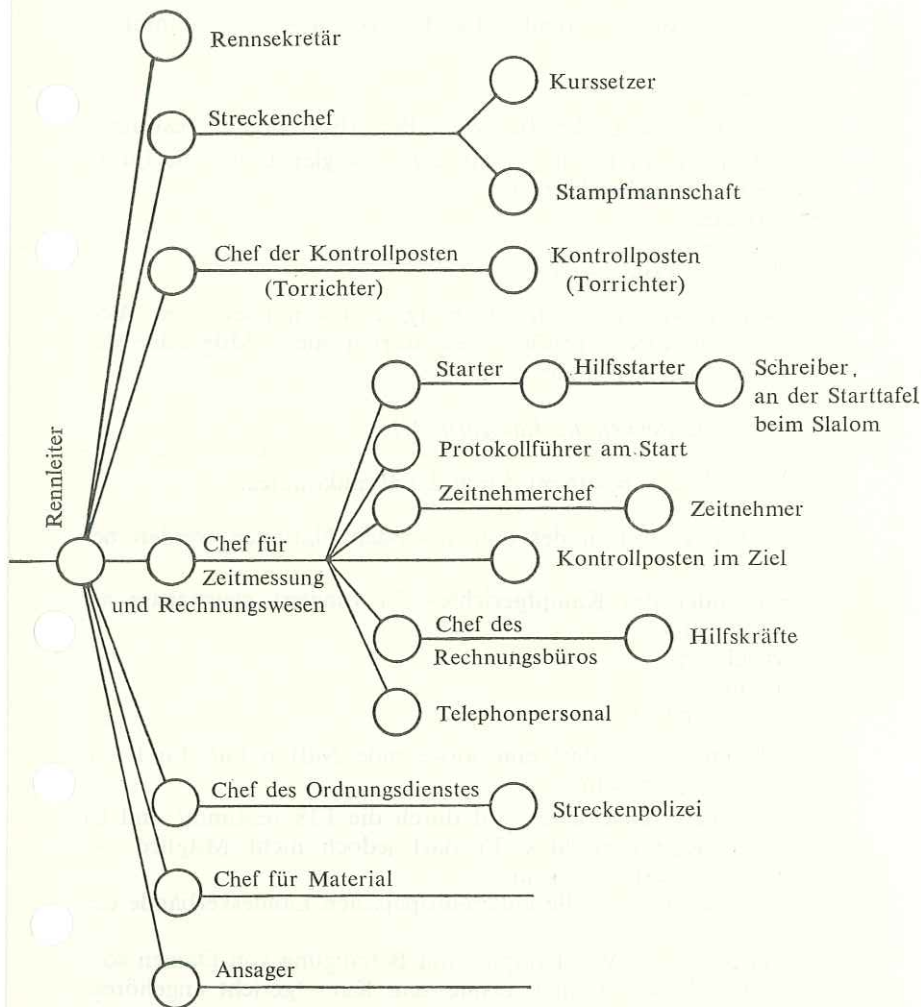 Rennsekretär
Kurssetzer
Streckenchef
Stampfmannschaft
Chef der Kontrollposten
(Torrichter)
Kontrollposten
(Torrichter)
Starter
Hilfsstarter
Schreiber,
an der Starttafel
beim Slalom
Protokollführer am Start
Zeitnehmerchef
Zeitnehmer
Rennleiter
Chef für
Zeitmessung
und Rechnungswesen
Kontrollposten im Ziel
Chef des
Rechnungsbüros
Hilfskräfte
Telephonpersonal
Chef des Ordnungsdienstes
Streckenpolizei
Chef für Material
Ansager